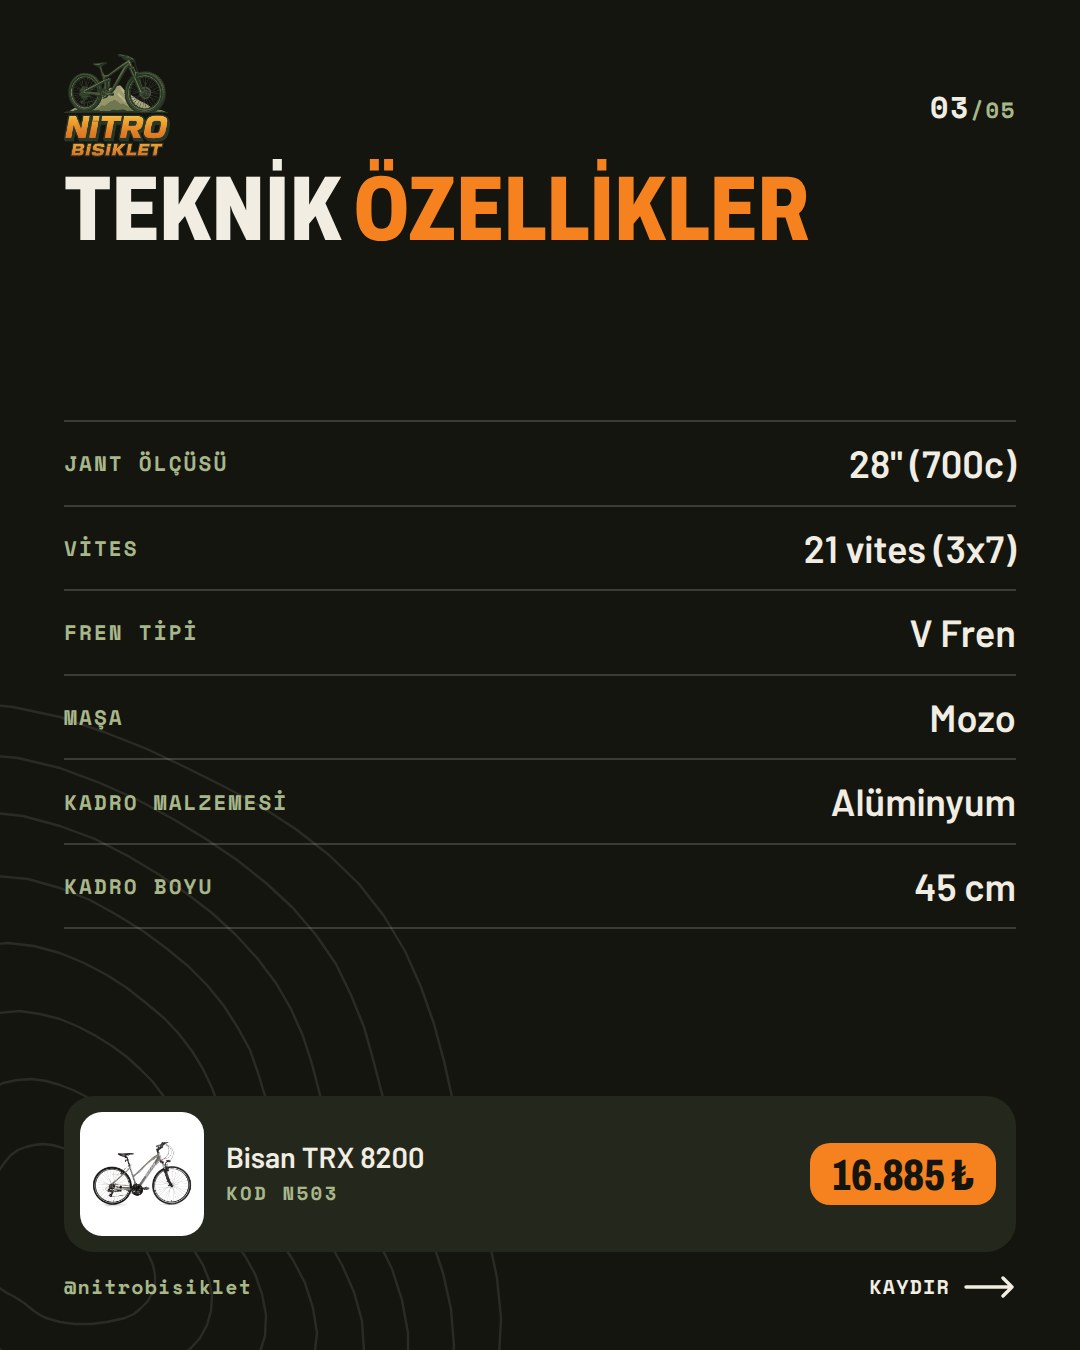 NiTRO
BISIKLET
03/05
TEKNİK ÖZELLİKLER
JANT ÖLÇÜSÜ
28" (700c)
VİTES
21 vites (3x7)
FREN TİPİ
V Fren
MAŞA
Mozo
KADRO MALZEMESİ
Alüminyum
KADRO BOYU
45 cm
Bisan TRX 8200
KOD N503
16.885 ₺
@nitrobisiklet
KAYDIR